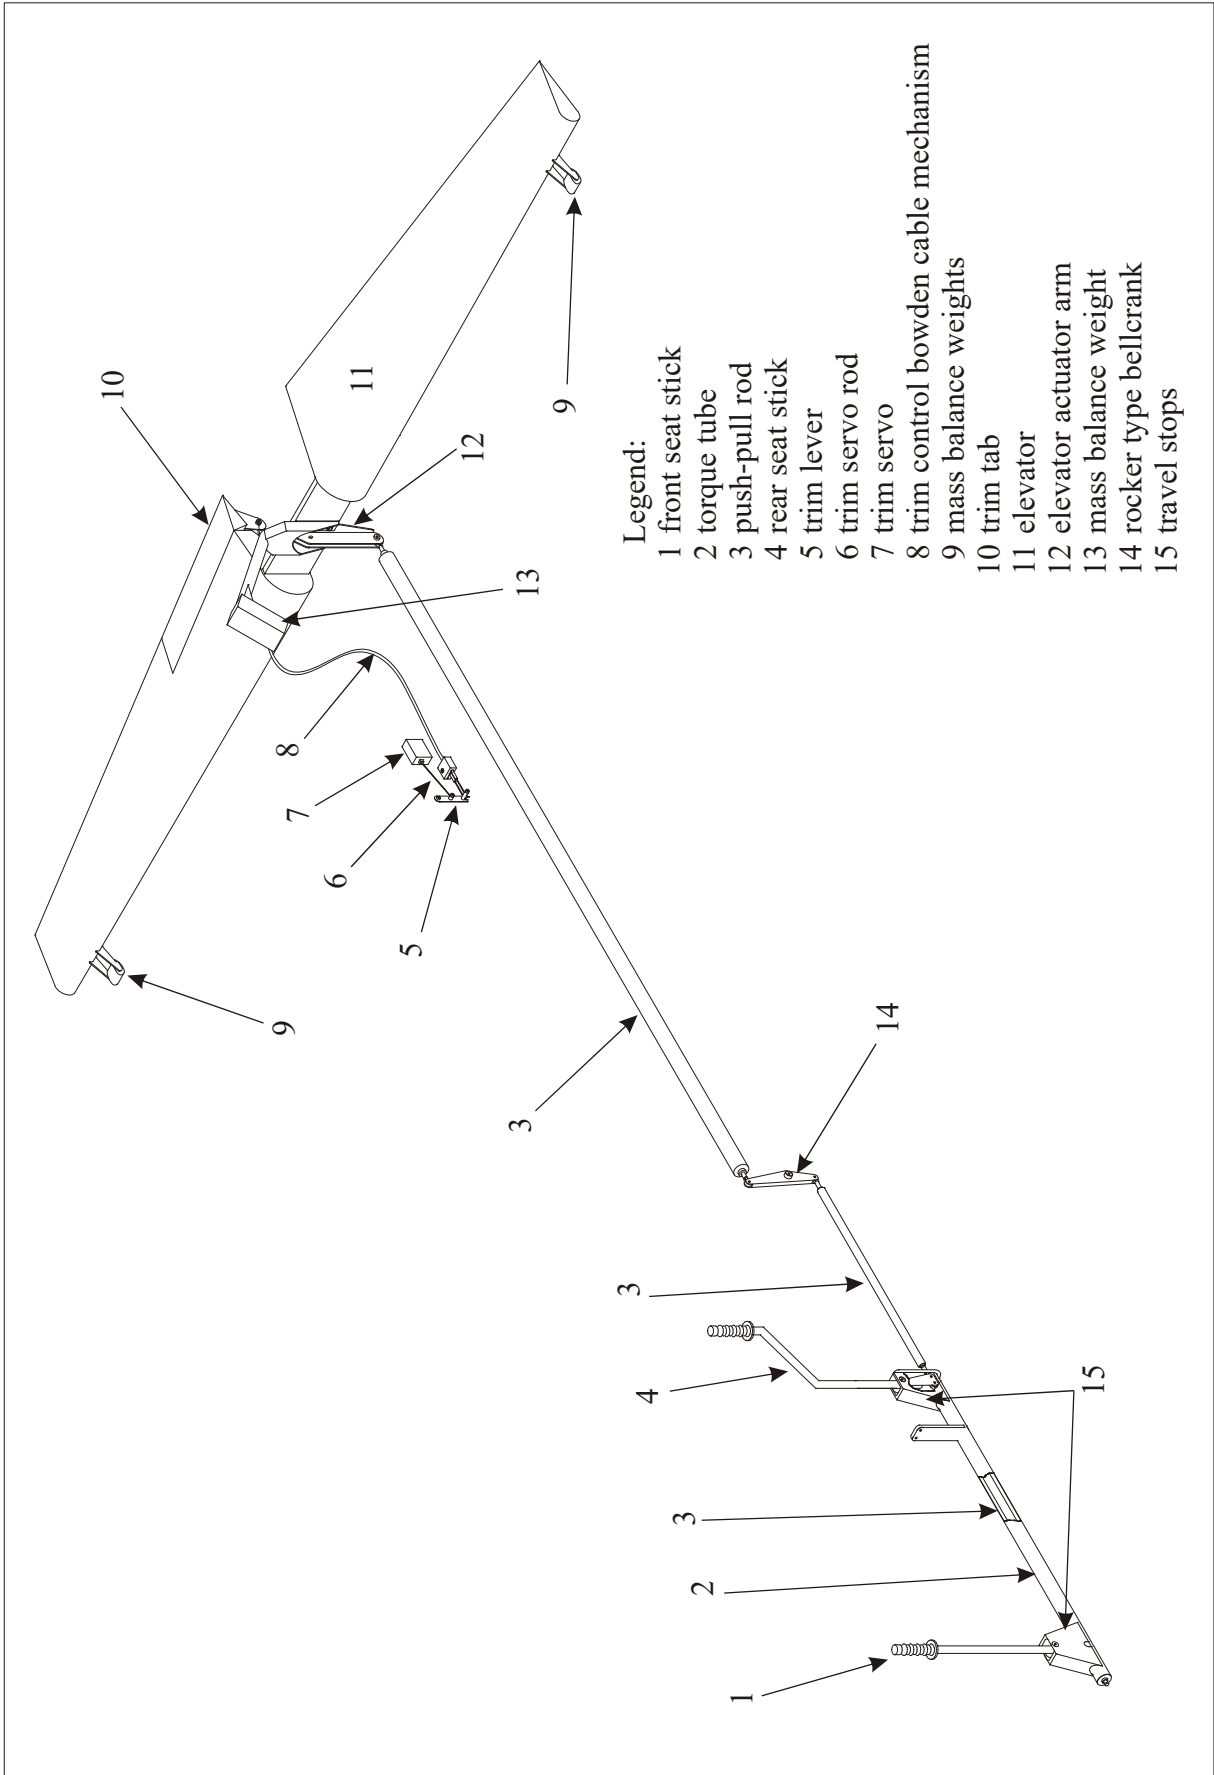 10
11
12
13
9
8
7
6
5
9
3
14
3
4
15
3
2
1
Legend:
1 front seat stick
2 torque tube
3 push-pull rod
4 rear seat stick
5 trim lever
6 trim servo rod
7 trim servo
8 trim control bowden cable mechanism
9 mass balance weights
10 trim tab
11 elevator
12 elevator actuator arm
13 mass balance weight
14 rocker type bellcrank
15 travel stops